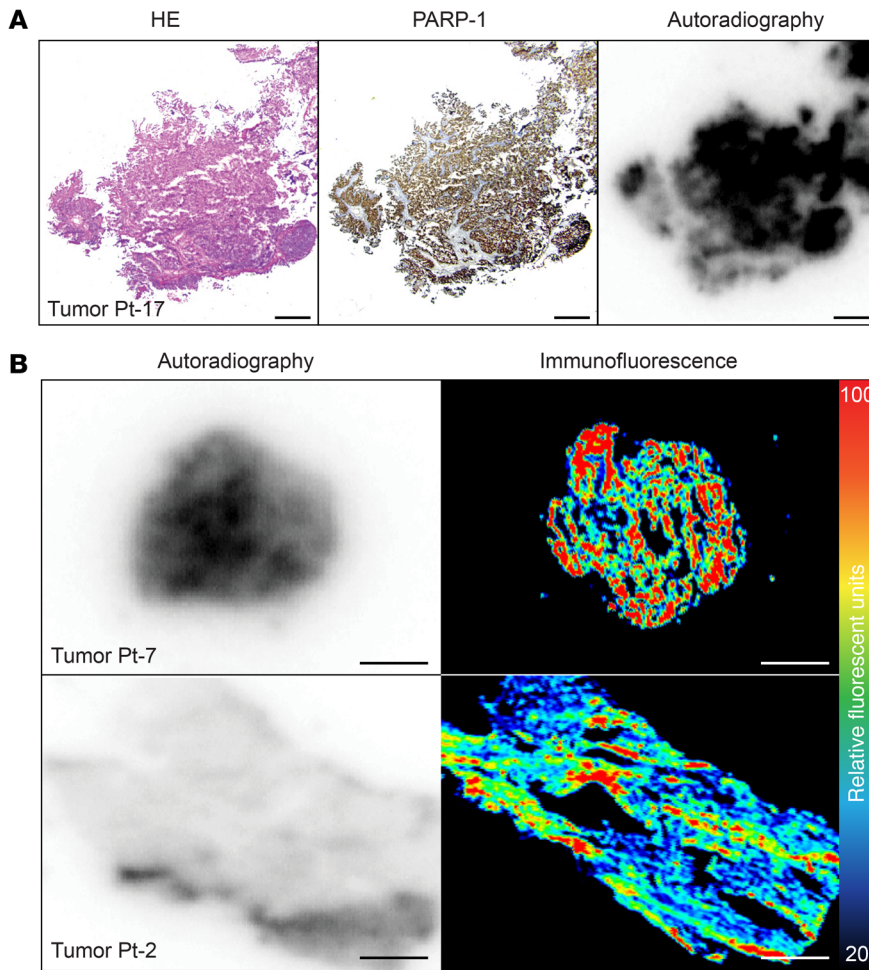 A
HE
PARP-1
Autoradiography
Tumor Pt-17
B
Autoradiography
Immunofluorescence
100
Relative fluorescent units
20
Tumor Pt-7
Tumor Pt-2